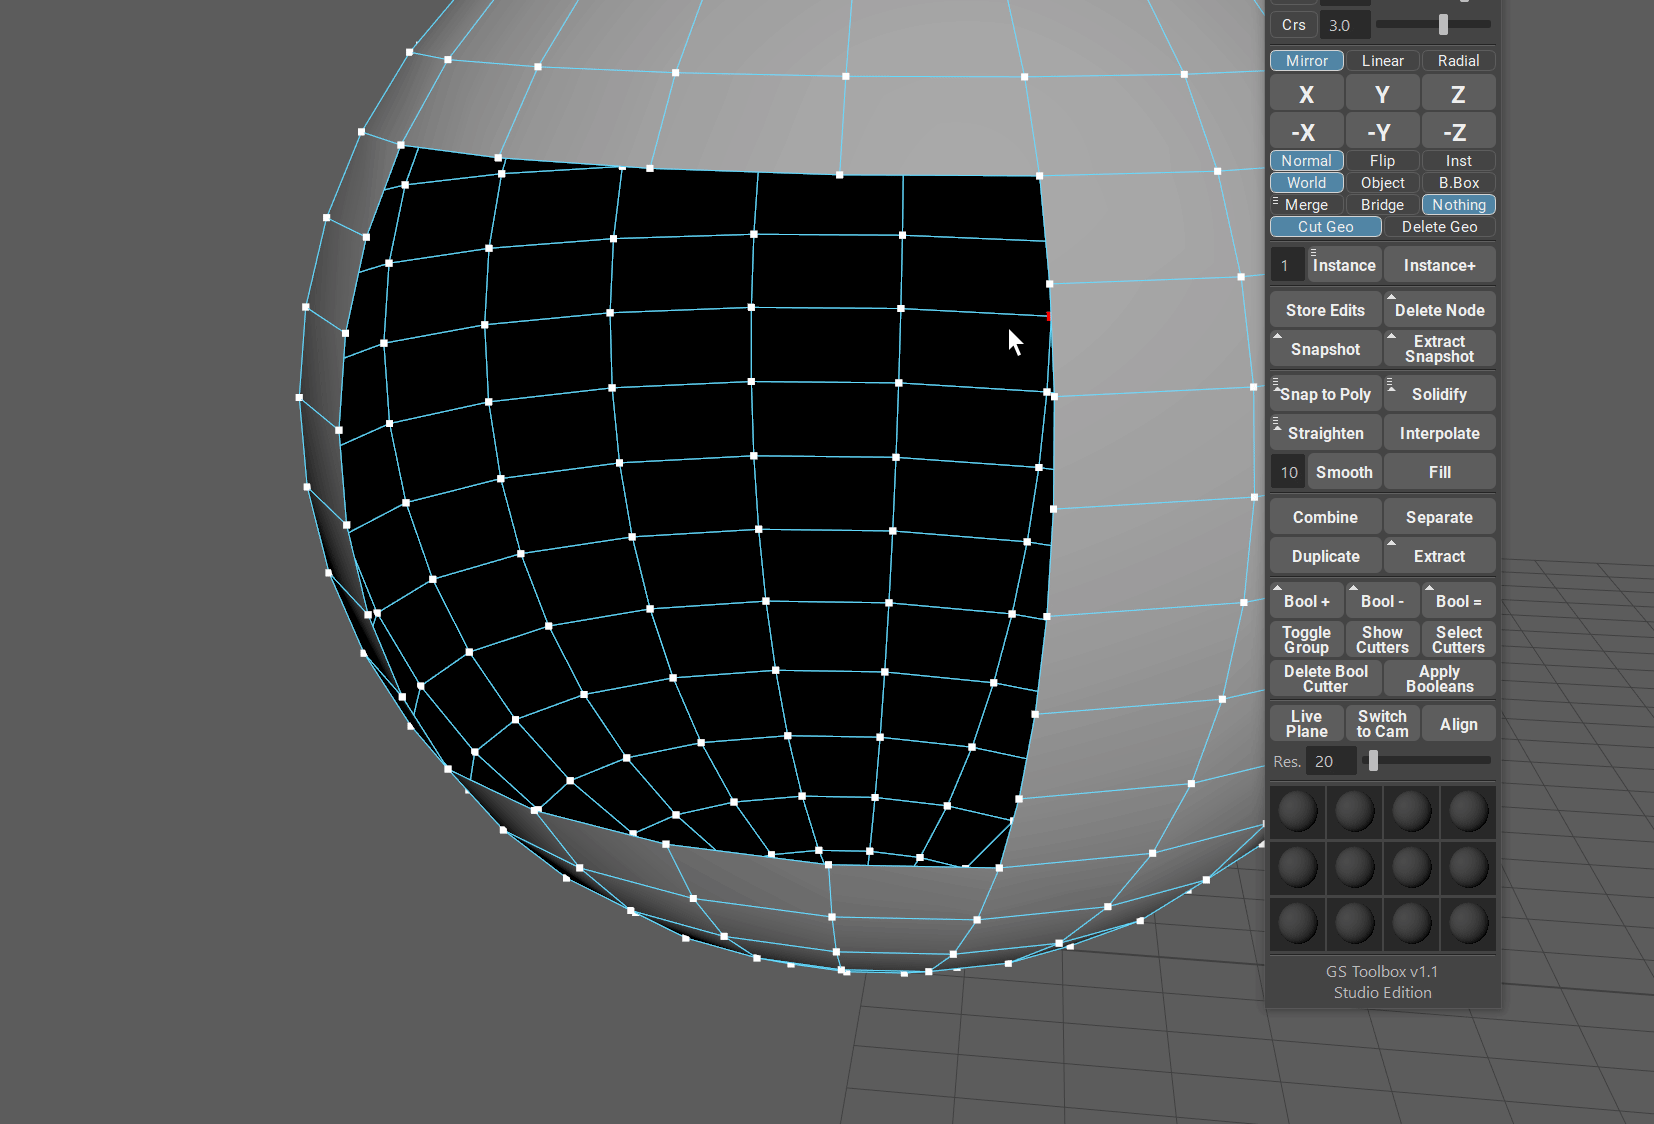 Crs 3.0
Mirror Linear Radial
X Y Z
-X -Y -Z
Normal Flip Inst
World Object B.Box
Merge Bridge Nothing
Cut Geo Delete Geo
1 Instance Instance+
Store Edits Delete Node
Snapshot Extract Snapshot
Snap to Poly Solidify
Straighten Interpolate
10 Smooth Fill
Combine Separate
Duplicate Extract
Bool + Bool - Bool =
Toggle Group Show Cutters Select Cutters
Delete Bool Cutter Apply Booleans
Live Plane Switch to Cam Align
Res. 20
GS Toolbox v1.1
Studio Edition